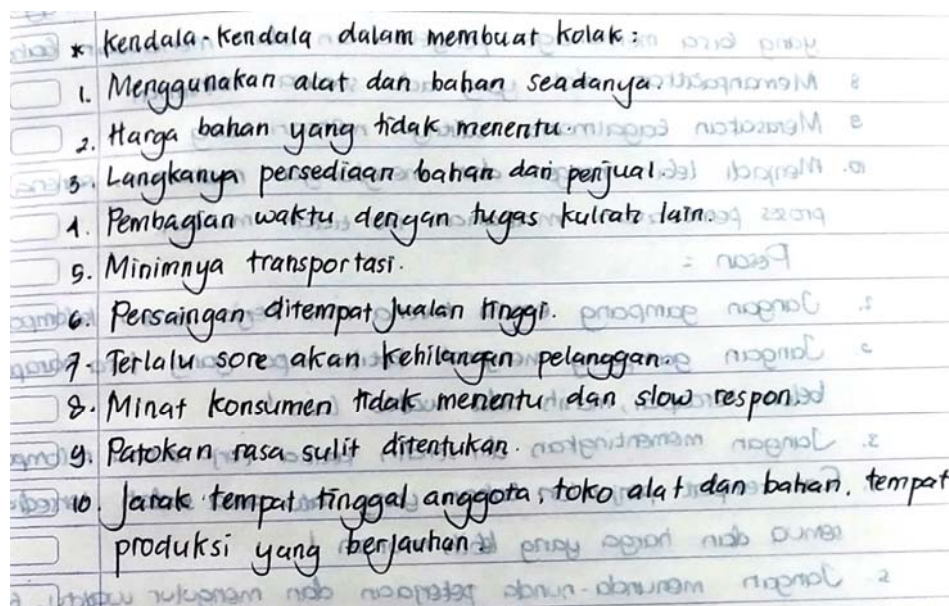 * Kendala-Kendala dalam membuat kolak :
1. Menggunakan alat dan bahan seadanya.
2. Harga bahan yang tidak menentu.
3. Langkanya persediaan bahan dari penjual.
4. Pembagian waktu dengan tugas kuliah lain.
5. Minimnya transportasi.
6. Persaingan ditempat Jualan tinggi.
7. Terlalu sore akan kehilangan pelanggan.
8. Minat konsumen tidak menentu dan slow respon.
9. Patokan rasa sulit ditentukan.
10. Jarak tempat tinggal anggota, toko alat dan bahan, tempat
produksi yang berjauhan.